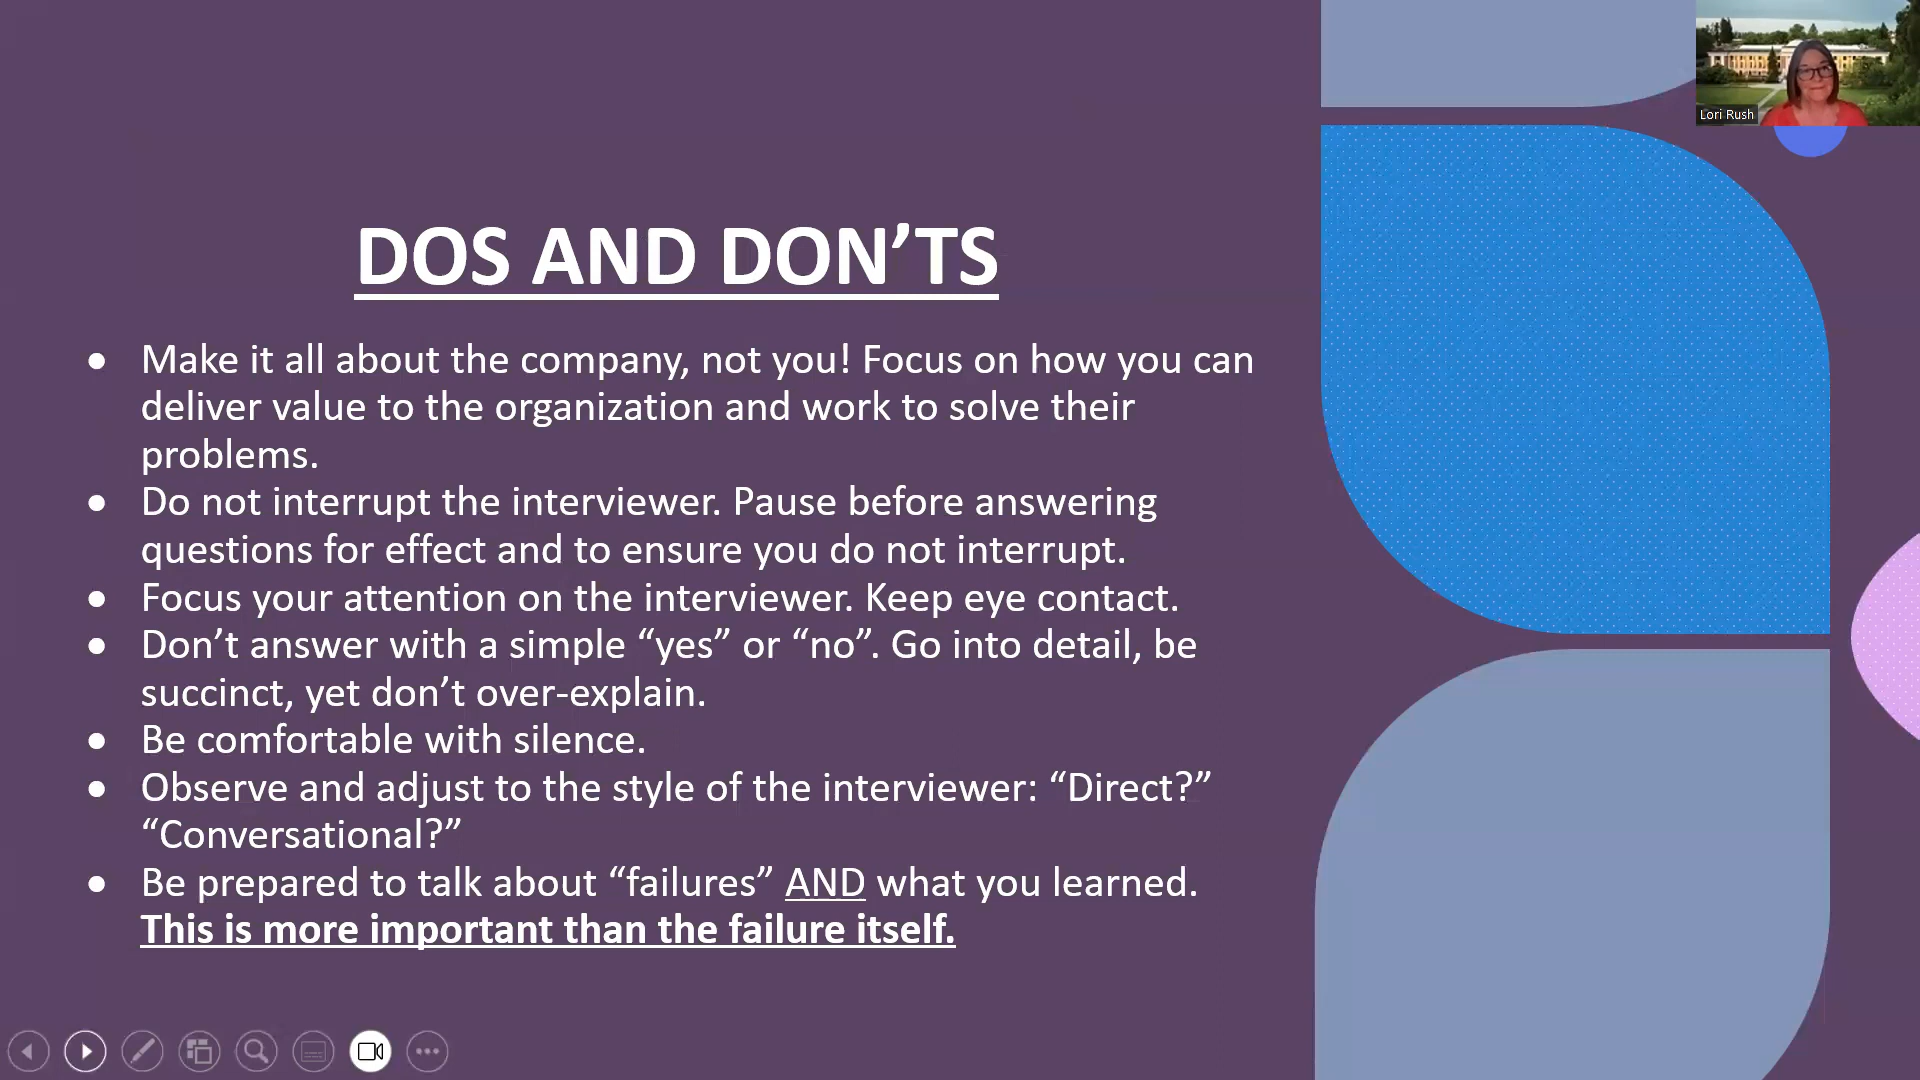 Lori Rush
DOS AND DON’TS
● Make it all about the company, not you! Focus on how you can
deliver value to the organization and work to solve their
problems.
● Do not interrupt the interviewer. Pause before answering
questions for effect and to ensure you do not interrupt.
● Focus your attention on the interviewer. Keep eye contact.
● Don’t answer with a simple “yes” or “no”. Go into detail, be
succinct, yet don’t over-explain.
● Be comfortable with silence.
● Observe and adjust to the style of the interviewer: “Direct?”
“Conversational?”
● Be prepared to talk about “failures” AND what you learned.
This is more important than the failure itself.